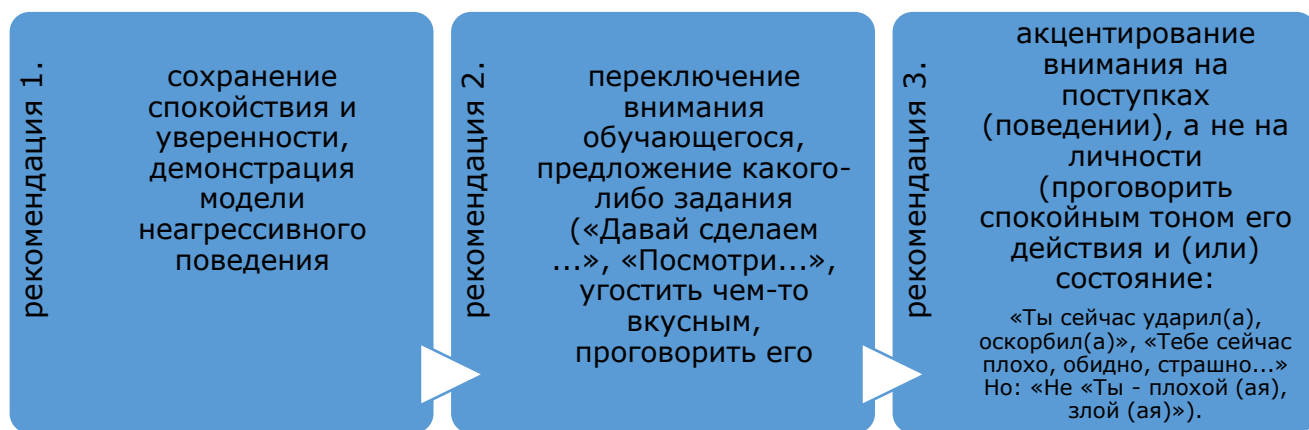 рекомендация 1.
сохранение
спокойствия и
уверенности,
демонстрация
модели
неагрессивного
поведения
рекомендация 2.
переключение
внимания
обучающегося,
предложение какого-
либо задания
(«Давай сделаем
...», «Посмотри...»,
угостить чем-то
вкусным,
проговорить его
рекомендация 3.
акцентирование
внимания на
поступках
(поведении), а не на
личности
(проговорить
спокойным тоном его
действия и (или)
состояние:
«Ты сейчас ударил(а),
оскорбил(а)», «Тебе сейчас
плохо, обидно, страшно...»
Но: «Не «Ты - плохой (ая),
злой (ая)»).